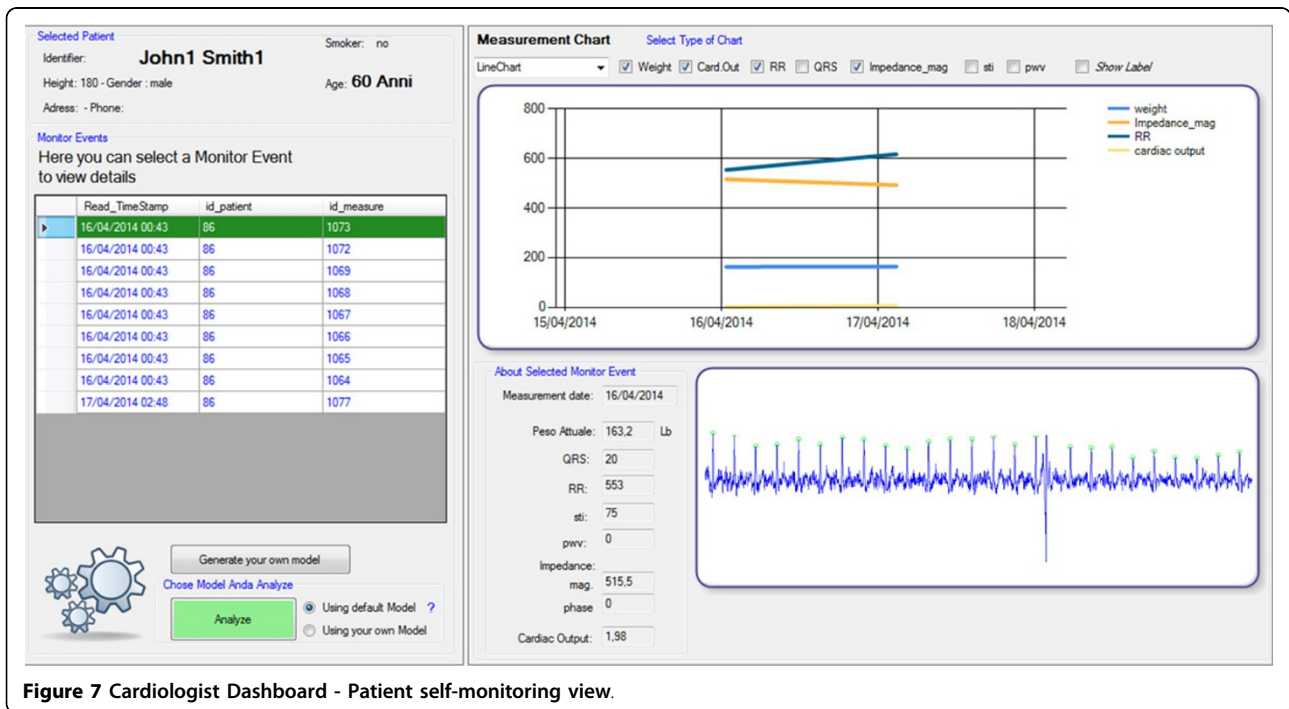 Selected Patient
Identifier: John1 Smith1 Smoker: no
Height: 180 - Gender : male Age: 60 Anni
Adress: - Phone:
Monitor Events
Here you can select a Monitor Event
to view details
Read_TimeStamp id_patient id_measure
16/04/2014 00:43 86 1073
16/04/2014 00:43 86 1072
16/04/2014 00:43 86 1069
16/04/2014 00:43 86 1068
16/04/2014 00:43 86 1067
16/04/2014 00:43 86 1066
16/04/2014 00:43 86 1065
16/04/2014 00:43 86 1064
17/04/2014 02:48 86 1077
Generate your own model
Chose Model Anda Analyze
Analyze
Using default Model ?
Using your own Model
Measurement Chart Select Type of Chart
LineChart Weight Card.Out RR QRS Impedance_mag sti pwv Show Label
800
600
400
200
0
15/04/2014 16/04/2014 17/04/2014 18/04/2014
weight
Impedance_mag
RR
cardiac output
About Selected Monitor Event
Measurement date: 16/04/2014
Peso Attuale: 163,2 Lb
QRS: 20
RR: 553
sti: 75
pwv: 0
Impedance:
mag. 515,5
phase 0
Cardiac Output: 1,98
Figure 7 Cardiologist Dashboard - Patient self-monitoring view.